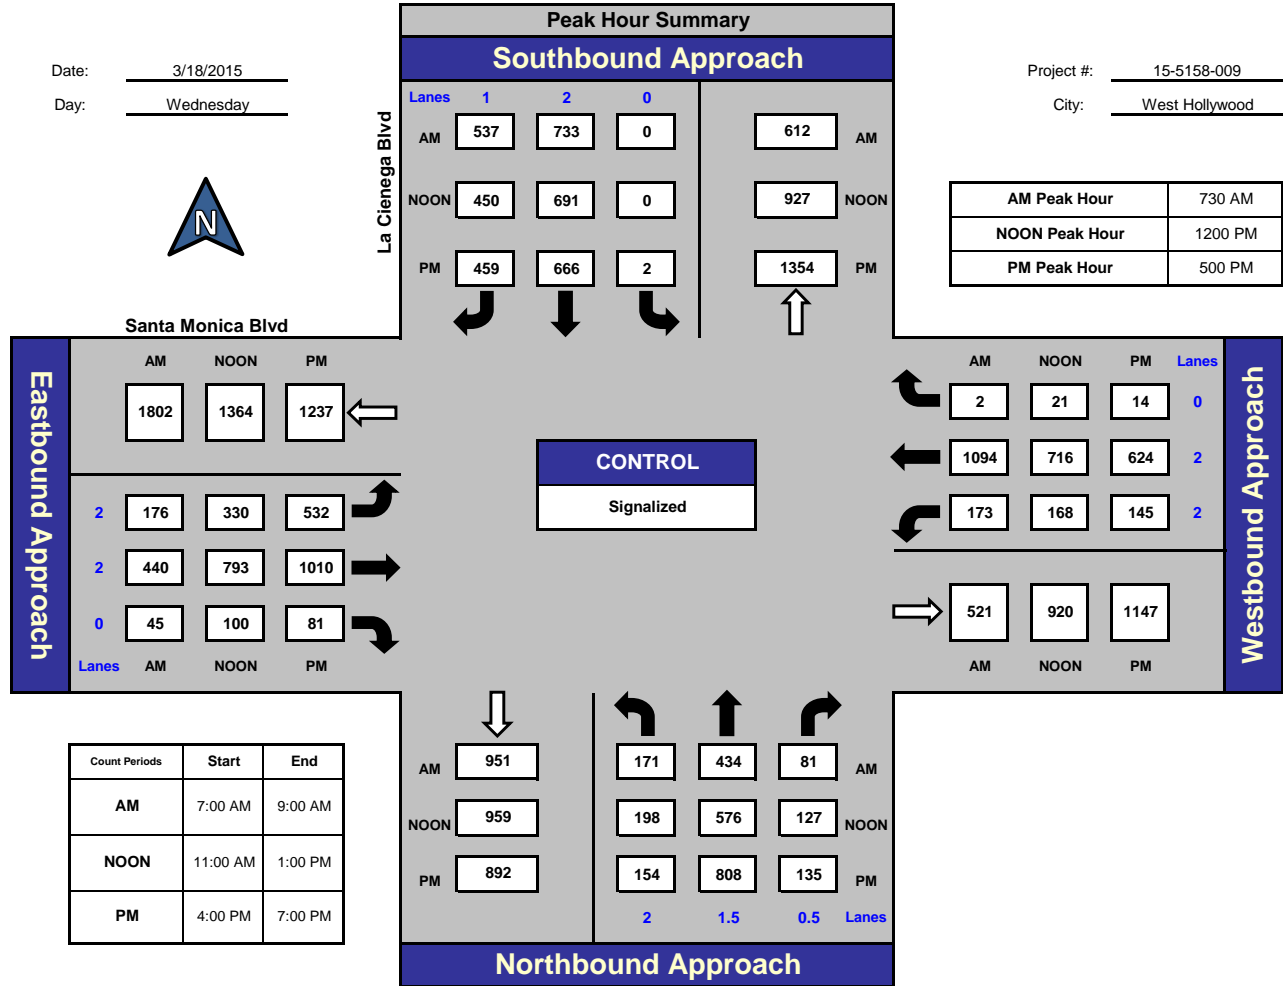 Peak Hour Summary
Southbound Approach
Date: 3/18/2015
Day: Wednesday
Project #: 15-5158-009
City: West Hollywood
La Cienega Blvd
Lanes 1 2 0
AM 537 733 0 612 AM
NOON 450 691 0 927 NOON
PM 459 666 2 1354 PM
N
AM Peak Hour 730 AM
NOON Peak Hour 1200 PM
PM Peak Hour 500 PM
Santa Monica Blvd
Eastbound Approach
AM NOON PM
1802 1364 1237
2 176 330 532
2 440 793 1010
0 45 100 81
Lanes AM NOON PM
CONTROL
Signalized
AM NOON PM Lanes
2 21 14 0
1094 716 624 2
173 168 145 2
521 920 1147
AM NOON PM
Westbound Approach
Count Periods Start End
AM 7:00 AM 9:00 AM
NOON 11:00 AM 1:00 PM
PM 4:00 PM 7:00 PM
AM 951 171 434 81 AM
NOON 959 198 576 127 NOON
PM 892 154 808 135 PM
2 1.5 0.5 Lanes
Northbound Approach